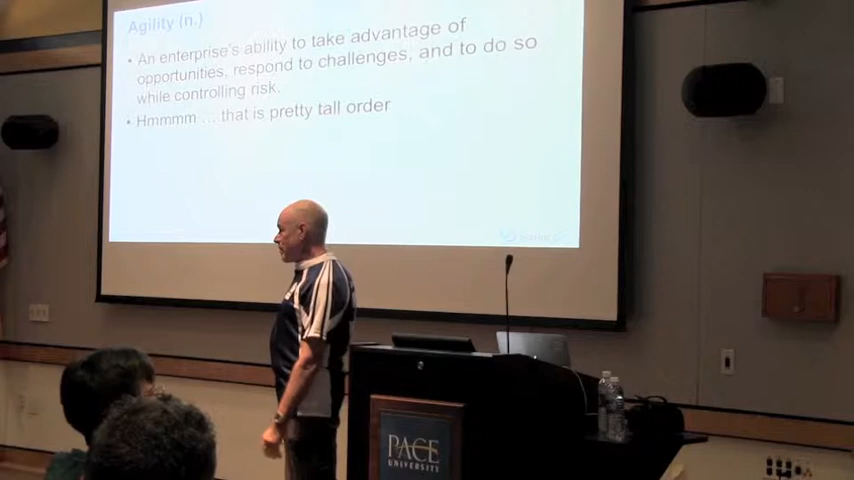 Agility (n.)
• An enterprise's ability to take advantage of
opportunities, respond to challenges, and to do so
while controlling risk.
• Hmmmm … that is pretty tall order
PACE
UNIVERSITY